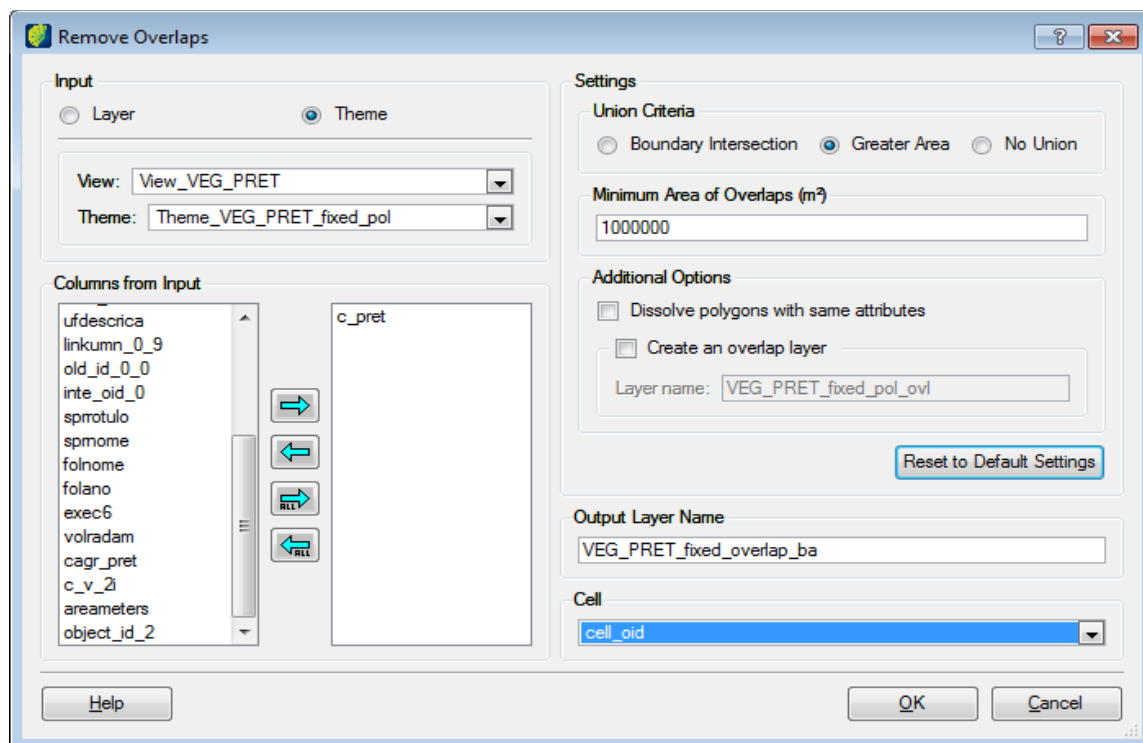 Remove Overlaps
Input
Layer
Theme
View: View_VEG_PRET
Theme: Theme_VEG_PRET_fixed_pol
Columns from Input
ufdescrica
linkumn_0_9
old_id_0_0
inte_oid_0
sprrotulo
sprnome
folnome
folano
exec6
volradam
cagr_pret
c_v_2i
areameters
object_id_2
ALL
ALL
c_pret
Settings
Union Criteria
Boundary Intersection
Greater Area
No Union
Minimum Area of Overlaps (m²)
1000000
Additional Options
Dissolve polygons with same attributes
Create an overlap layer
Layer name: VEG_PRET_fixed_pol_ovl
Reset to Default Settings
Output Layer Name
VEG_PRET_fixed_overlap_ba
Cell
cell_oid
Help
OK
Cancel